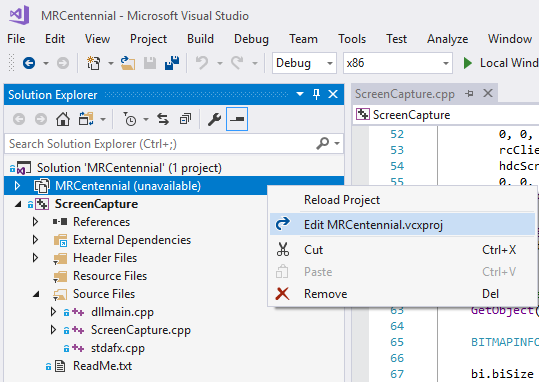 MRCentennial - Microsoft Visual Studio
File Edit View Project Build Debug Team Tools Test Analyze Window
Debug x86 Local Wind
Solution Explorer
ScreenCapture.cpp
Search Solution Explorer (Ctrl+;)
ScreenCapture
Solution 'MRCentennial' (1 project)
MRCentennial (unavailable)
ScreenCapture
References
External Dependencies
Header Files
Resource Files
Source Files
dllmain.cpp
ScreenCapture.cpp
stdafx.cpp
ReadMe.txt
Reload Project
Edit MRCentennial.vcxproj
Cut Ctrl+X
Paste Ctrl+V
Remove Del
52 0, 0,
53 rcClie
54 hdcScr
55 0, 0,
63 GetObject(
64
65 BITMAPINFO
66
67 bi.biSize